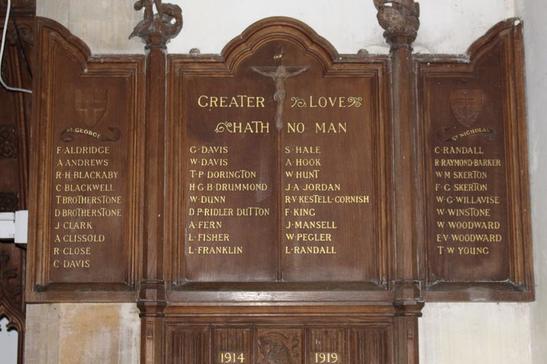 ST. GEORGE
F·ALDRIDGE
A·ANDREWS
R·H·BLACKABY
C·BLACKWELL
T·BROTHERSTONE
D·BROTHERSTONE
J·CLARK
A·CLISSOLD
R·CLOSE
C·DAVIS
GREATER LOVE
HATH NO MAN
G·DAVIS
W·DAVIS
T·P·DORINGTON
H·G·B·DRUMMOND
W·DUNN
D·P·RIDLER DUTTON
A·FERN
L·FISHER
L·FRANKLIN
S·HALE
A·HOOK
W·HUNT
J·A·JORDAN
R·V·KESTELL-CORNISH
F·KING
J·MANSELL
W·PEGLER
L·RANDALL
ST NICHOLAS
C·RANDALL
R·RAYMOND·BARKER
W·M·SKERTON
F·G·SKERTON
W·G·WILLAVISE
W·WINSTONE
W·WOODWARD
E·V·WOODWARD
T·W·YOUNG
1914 1919